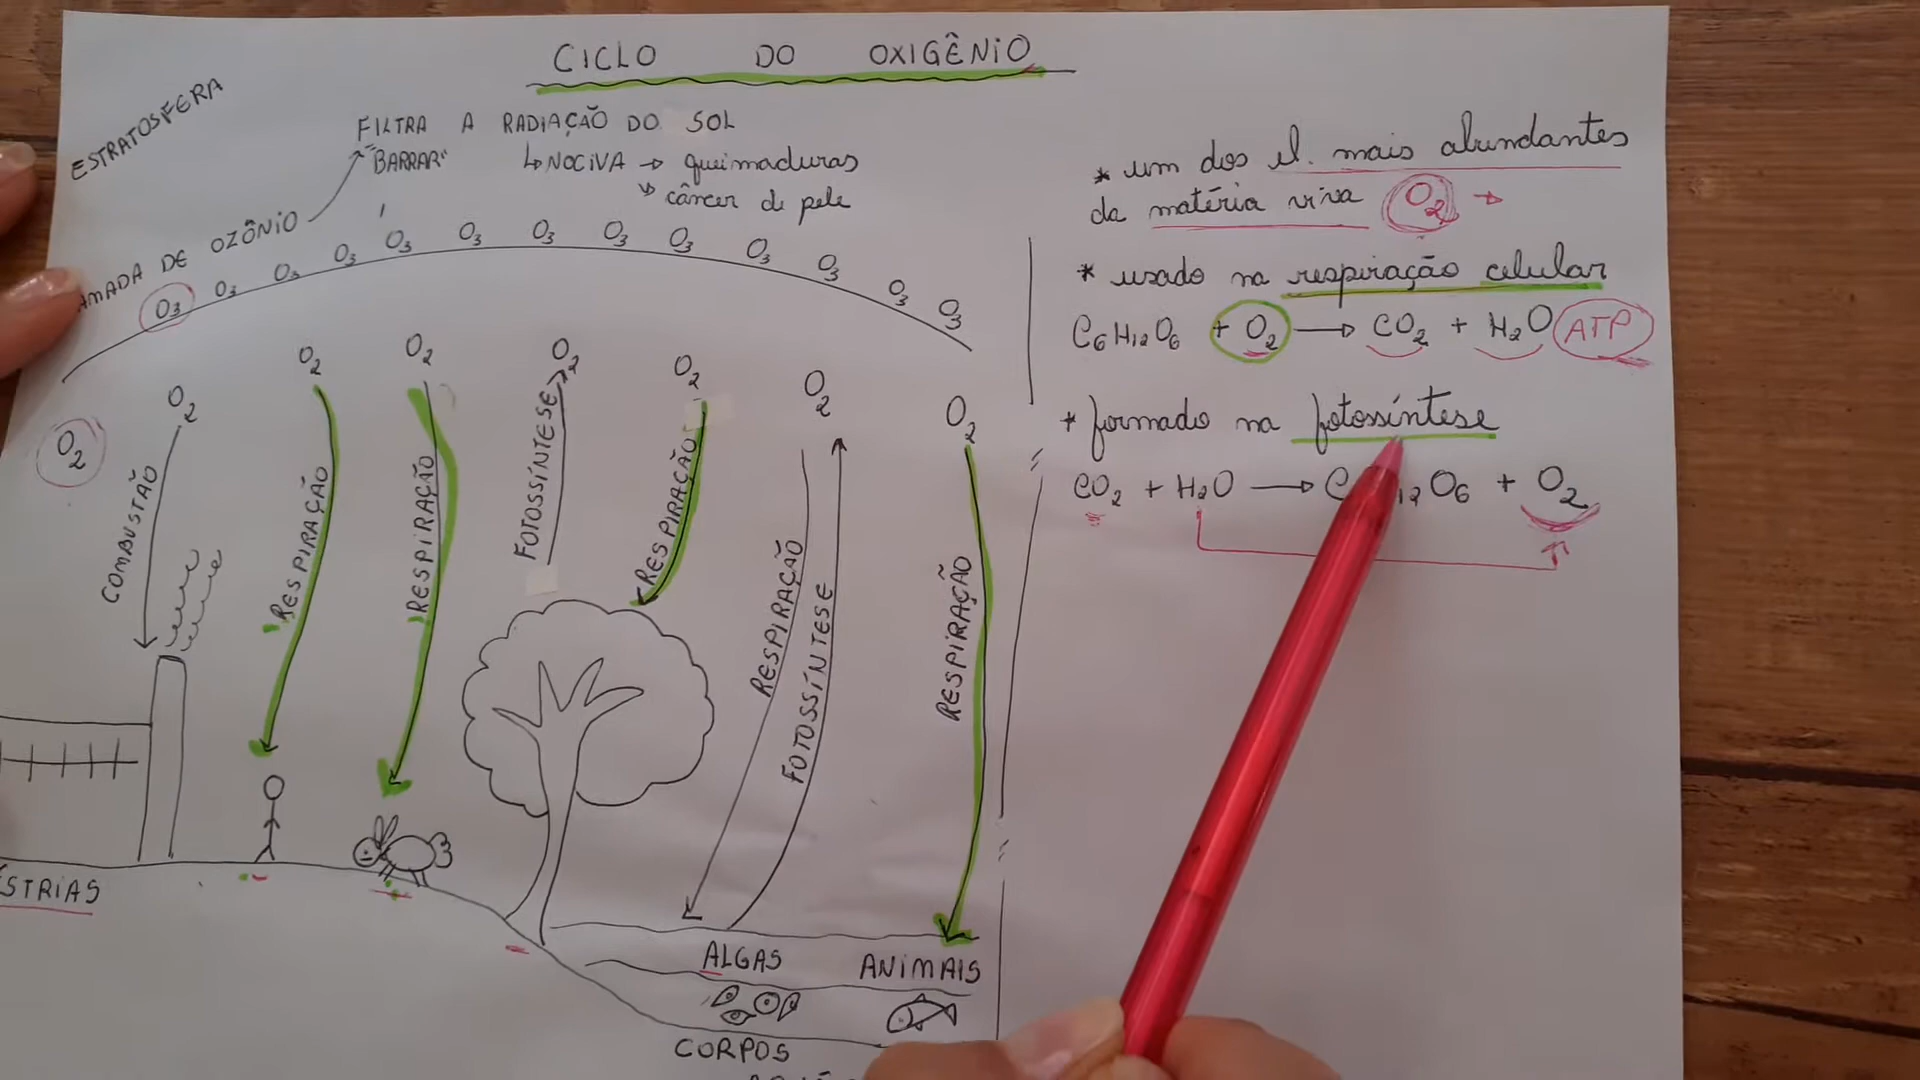 CICLO DO OXIGÊNIO
ESTRATOSFERA
FILTRA A RADIAÇÃO DO SOL
"BARRAR" ↳ NOCIVA → queimaduras
↘ câncer de pele
AMADA DE OZÔNIO
O3 O3 O3 O3 O3 O3 O3 O3 O3 O3 O3 O3 O3
O2
O2 O2 O2 O2 O2 O2 O2
COMBUSTÃO
RESPIRAÇÃO
RESPIRAÇÃO
FOTOSSÍNTESE
RESPIRAÇÃO
RESPIRAÇÃO
FOTOSSÍNTESE
RESPIRAÇÃO
STRIAS
ALGAS ANIMAIS
CORPOS
* um dos el. mais abundantes
da matéria viva O2 →
* usado na respiração celular
C6H12O6 + O2 → CO2 + H2O ATP
* formado na fotossíntese
CO2 + H2O → C 12O6 + O2